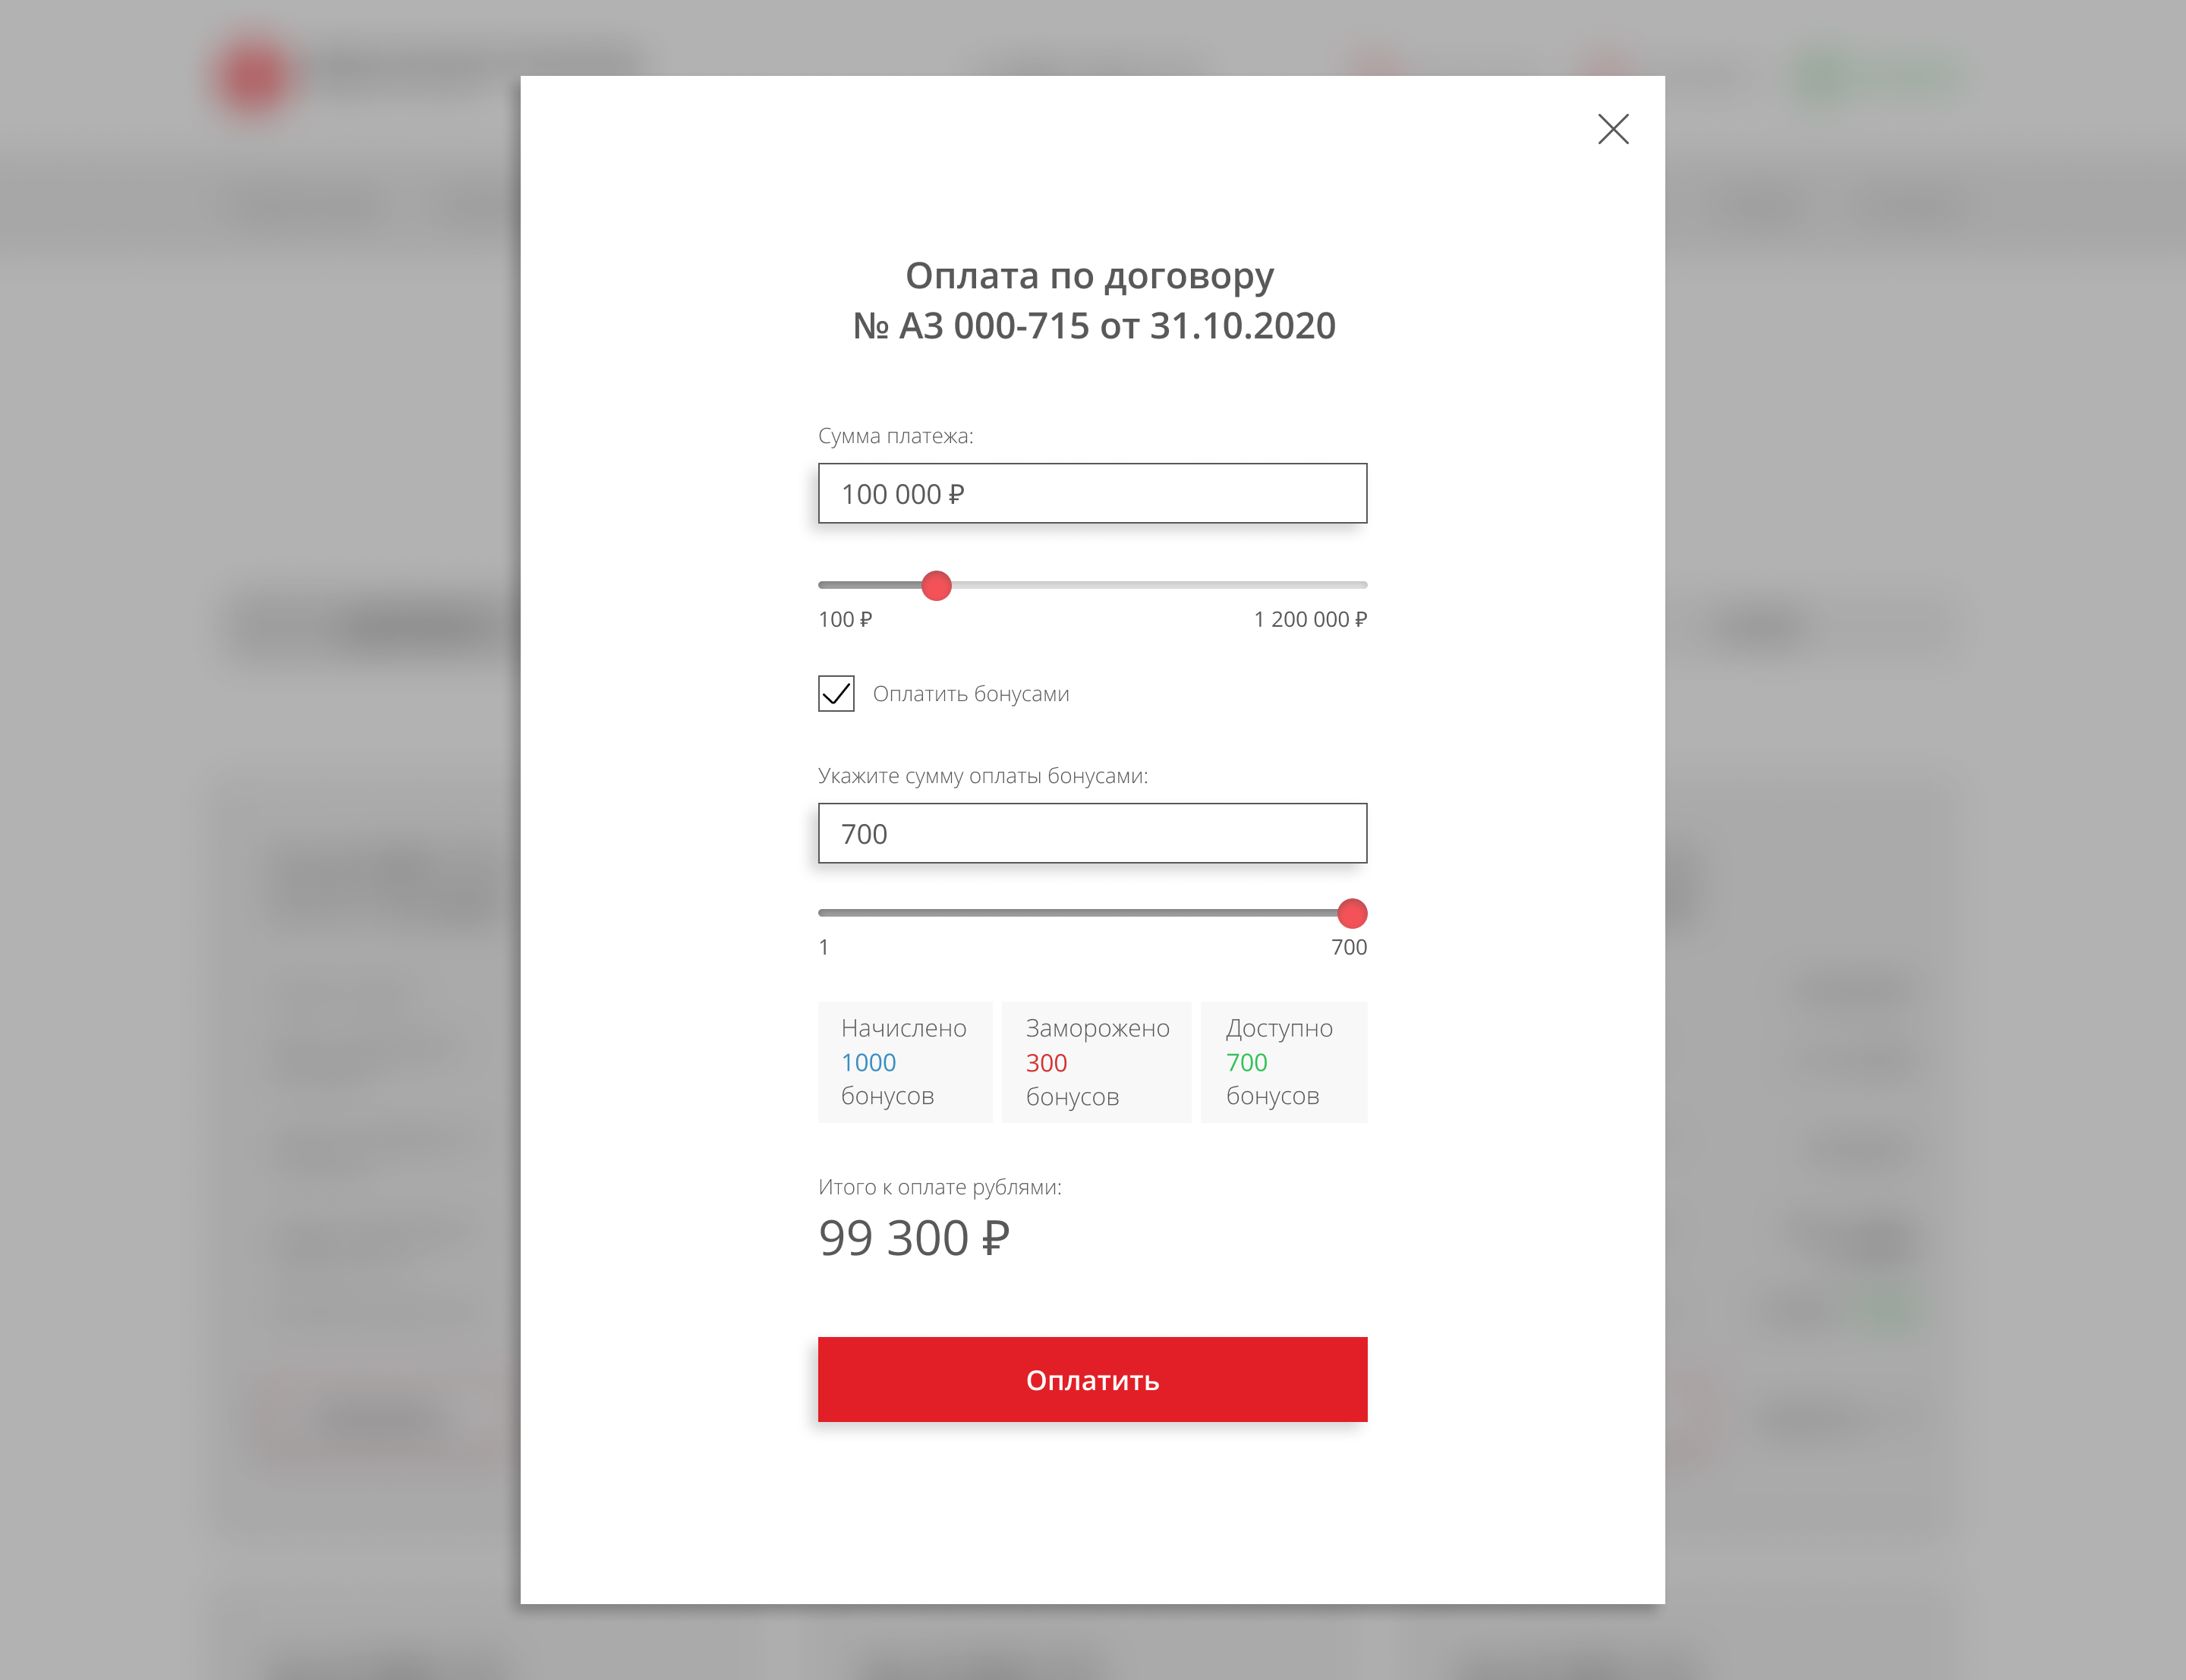 Оплата по договору
№ АЗ 000-715 от 31.10.2020
Сумма платежа:
100 000 ₽
100 ₽ 1 200 000 ₽
Оплатить бонусами
Укажите сумму оплаты бонусами:
700
1 700
Начислено
1000
бонусов
Заморожено
300
бонусов
Доступно
700
бонусов
Итого к оплате рублями:
99 300 ₽
Оплатить